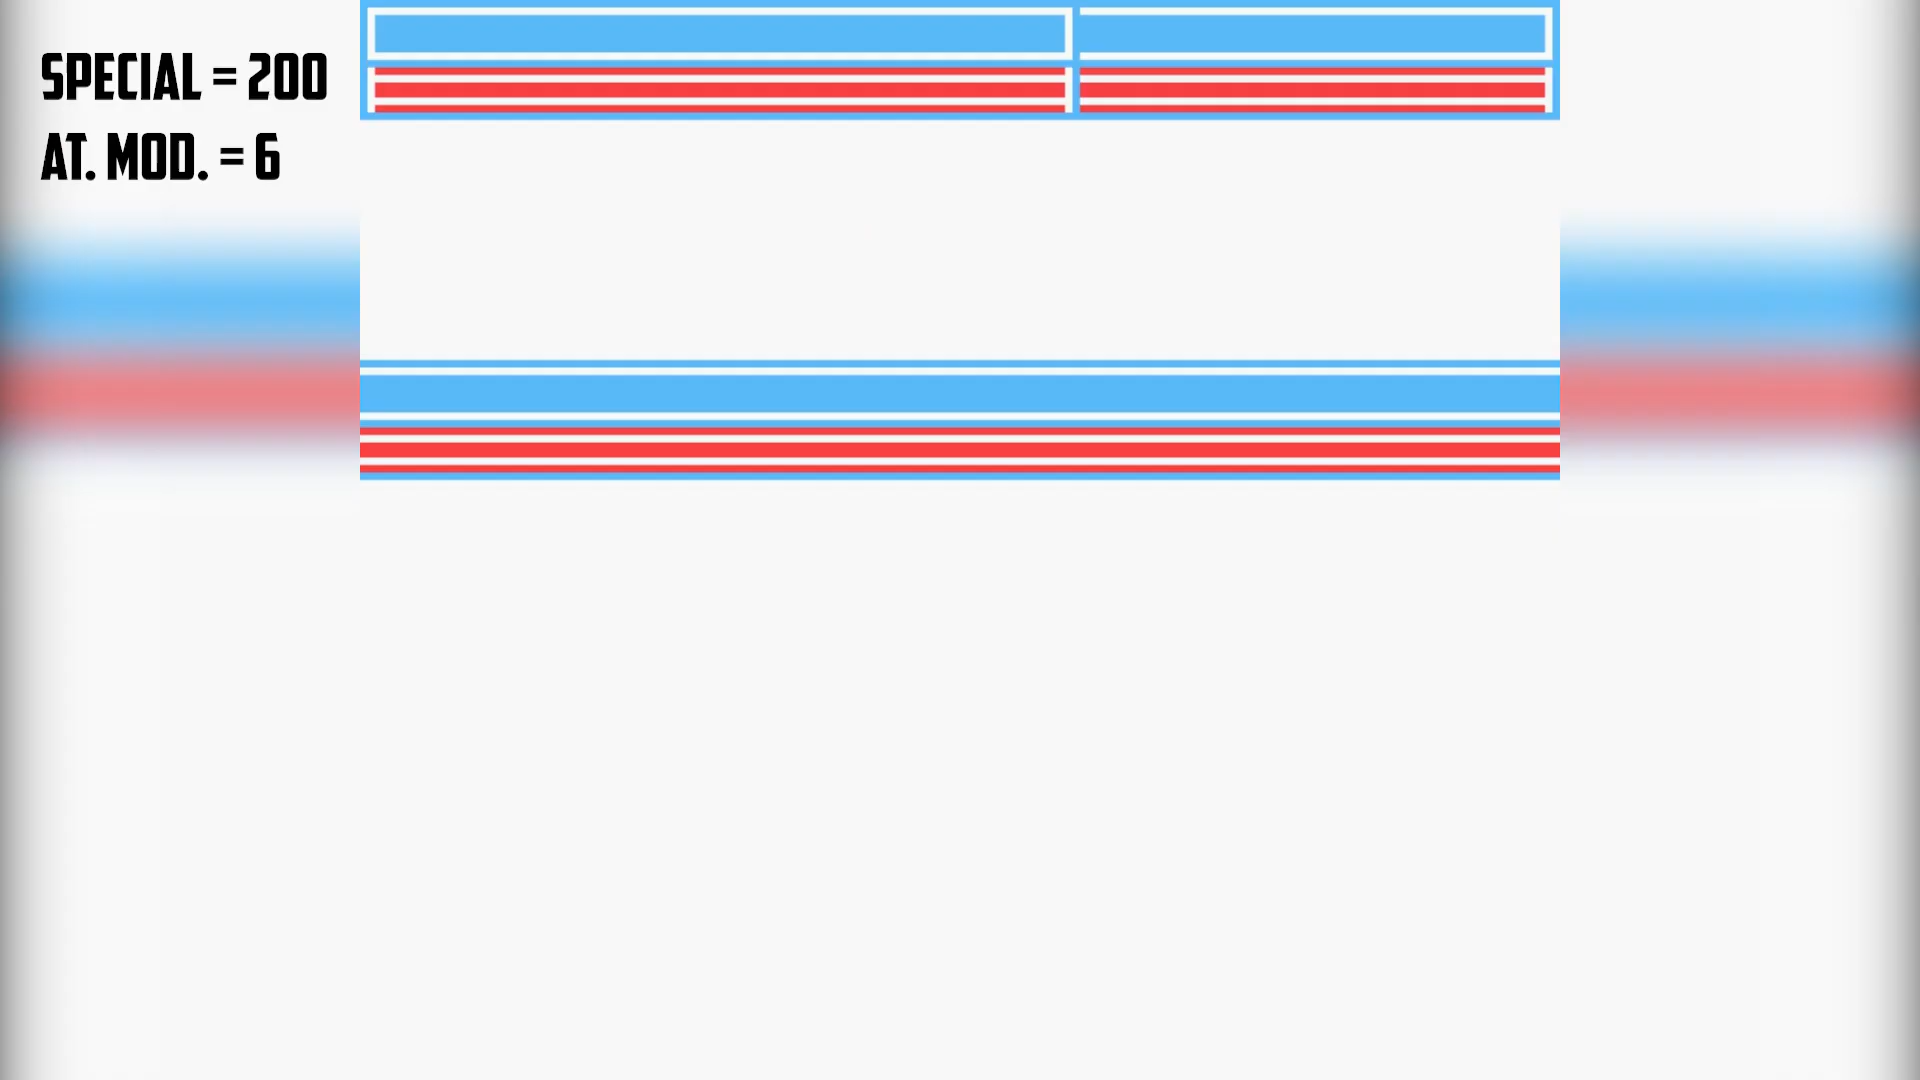 SPECIAL = 200
AT. MOD. = 6